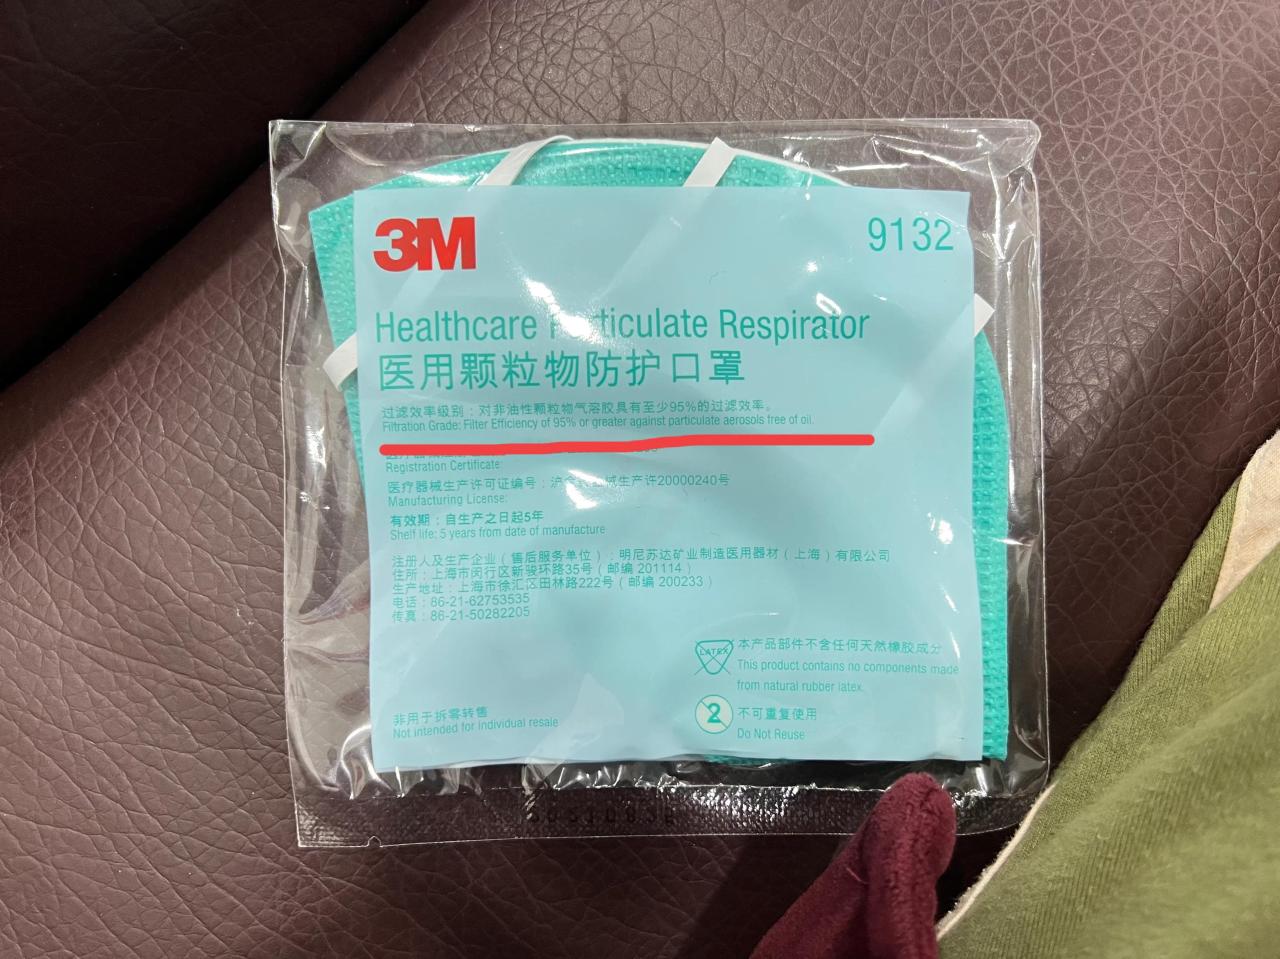 3M
9132
Healthcare Particulate Respirator
医用颗粒物防护口罩
过滤效率级别：对非油性颗粒物气溶胶具有至少95%的过滤效率。
Filtration Grade: Filter Efficiency of 95% or greater against particulate aerosols free of oil.
Registration Certificate:
医疗器械生产许可证编号：沪 械生产许20000240号
Manufacturing License:
有效期：自生产之日起5年
Shelf life: 5 years from date of manufacture
注册人及生产企业（售后服务单位）：明尼苏达矿业制造医用器材（上海）有限公司
住所：上海市闵行区新骏环路35号（邮编 201114）
生产地址：上海市徐汇区田林路222号（邮编 200233）
电话：86-21-62753535
传真：86-21-50282205
LATEX
本产品部件不含任何天然橡胶成分
This product contains no components made
from natural rubber latex.
2
不可重复使用
Do Not Reuse
非用于拆零转售
Not intended for individual resale